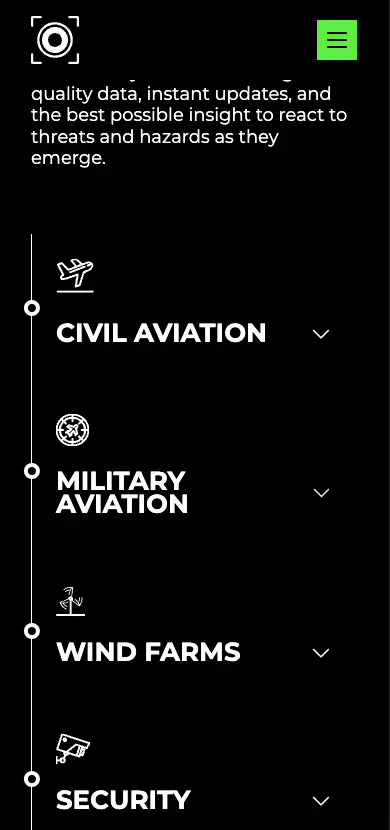 quality data, instant updates, and
the best possible insight to react to
threats and hazards as they
emerge.
CIVIL AVIATION
MILITARY
AVIATION
WIND FARMS
SECURITY